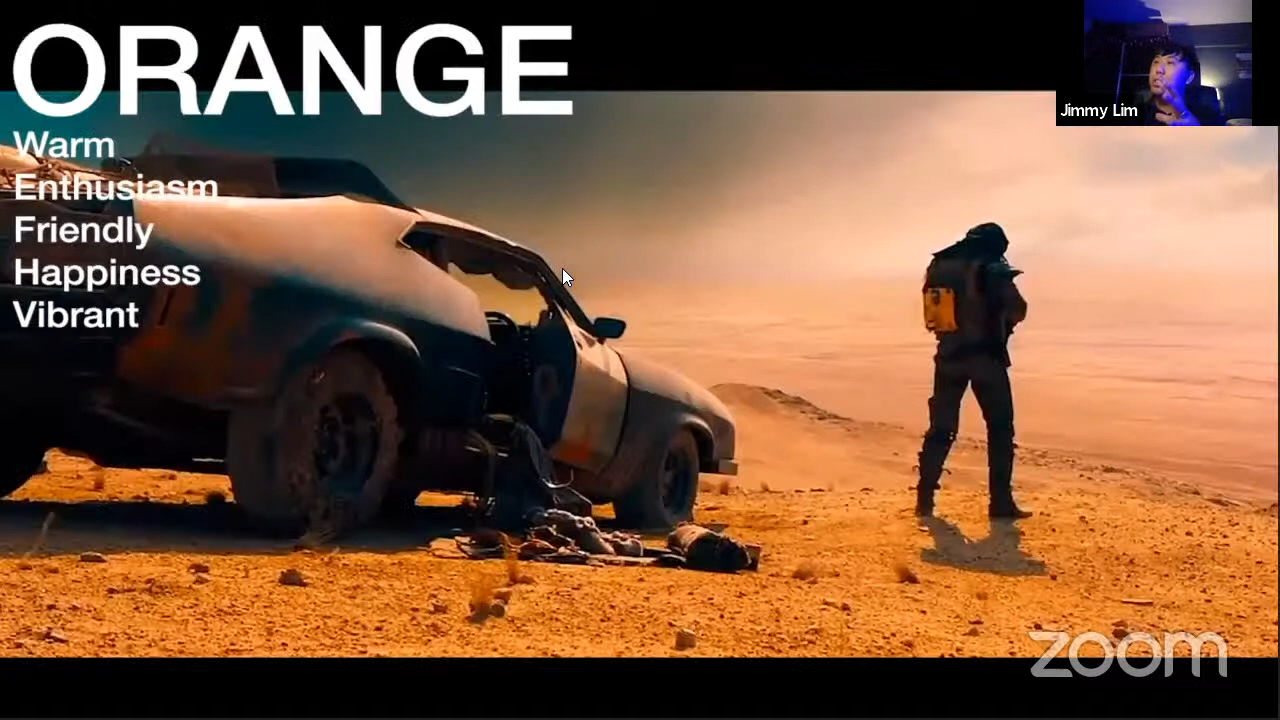 ORANGE
Warm
Enthusiasm
Friendly
Happiness
Vibrant
Jimmy Lim
zoom